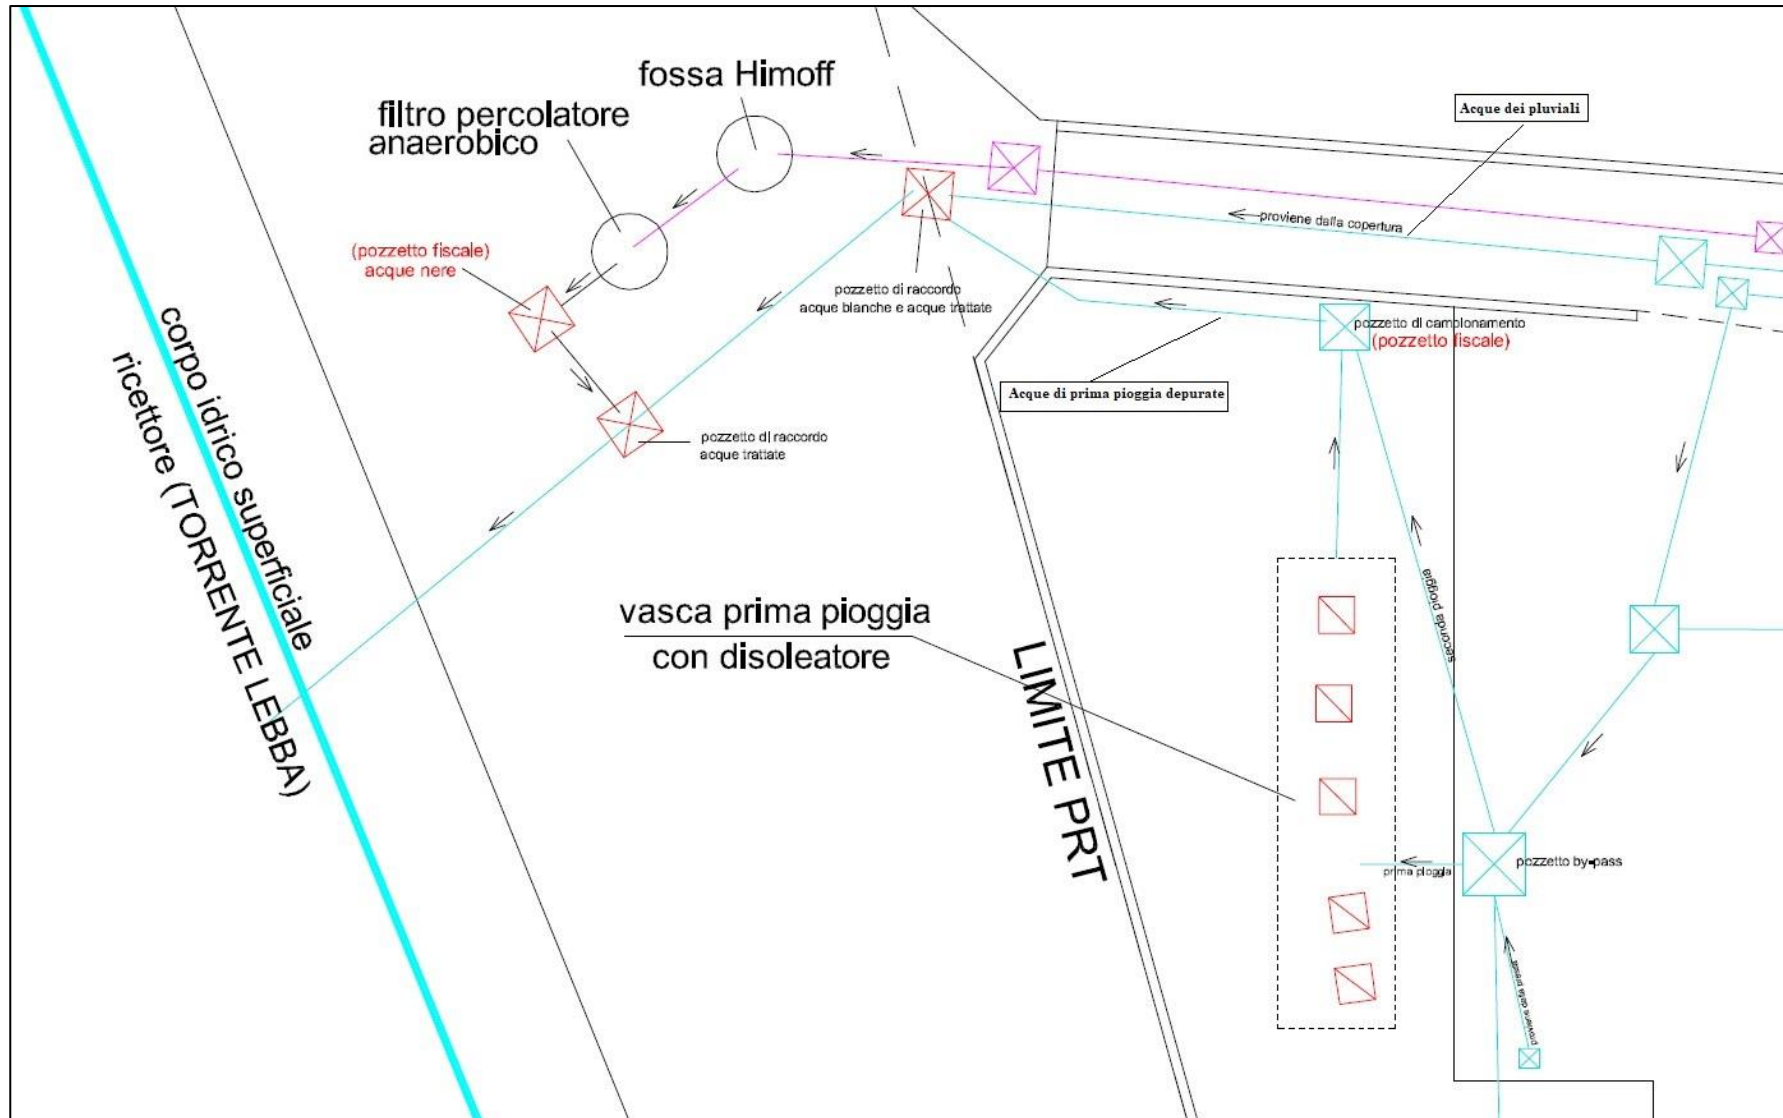 fossa Himoff
filtro percolatore
anaerobico
Acque dei pluviali
proviene dalla copertura
(pozzetto fiscale)
acque nere
pozzetto di raccordo
acque bianche e acque trattate
pozzetto di campionamento
(pozzetto fiscale)
Acque di prima pioggia depurate
pozzetto di raccordo
acque trattate
corpo idrico superficiale
ricettore (TORRENTE LEBBA)
seconda pioggia
vasca prima pioggia
con disoleatore
LIMITE PRT
prima pioggia
pozzetto by-pass